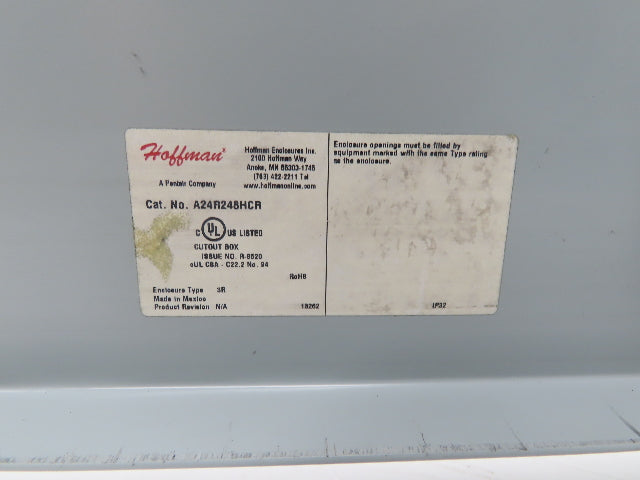 Hoffman
A Pentair Company
Hoffman Enclosures Inc.
2100 Hoffman Way
Anoka, MN 55303-1745
(763) 422-2211 Tel
www.hoffmanonline.com
Cat. No. A24R248HCR
C UL US LISTED
CUTOUT BOX
ISSUE NO. R-8520
cUL CSA - C22.2 No. 94
RoHS
Enclosure Type 3R
Made in Mexico
Product Revision N/A
18262
Enclosure openings must be filled by
equipment marked with the same Type rating
as the enclosure.
IP32